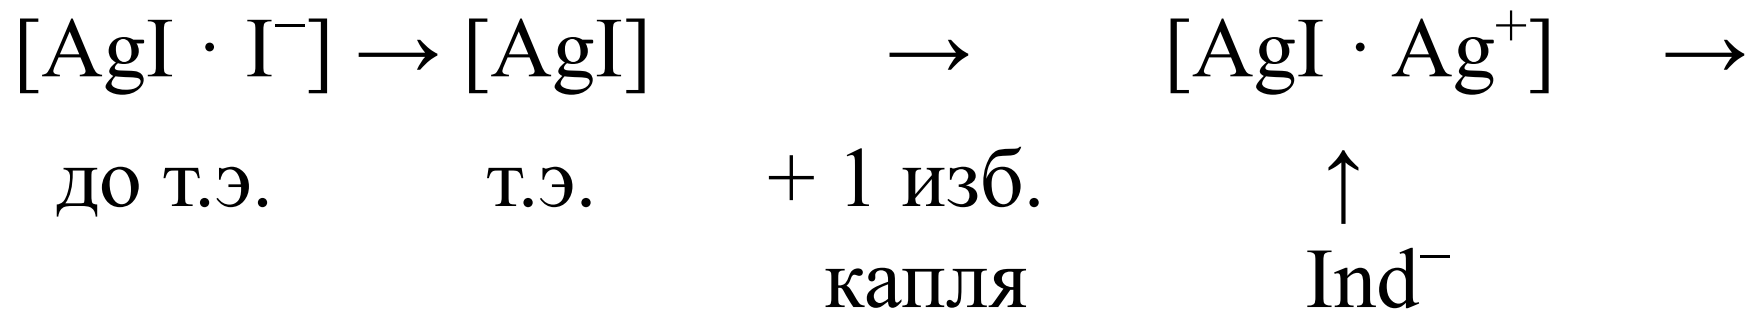 [AgI · I⁻] → [AgI] → [AgI · Ag⁺] →
до т.э. т.э. + 1 изб. ↑
капля Ind⁻